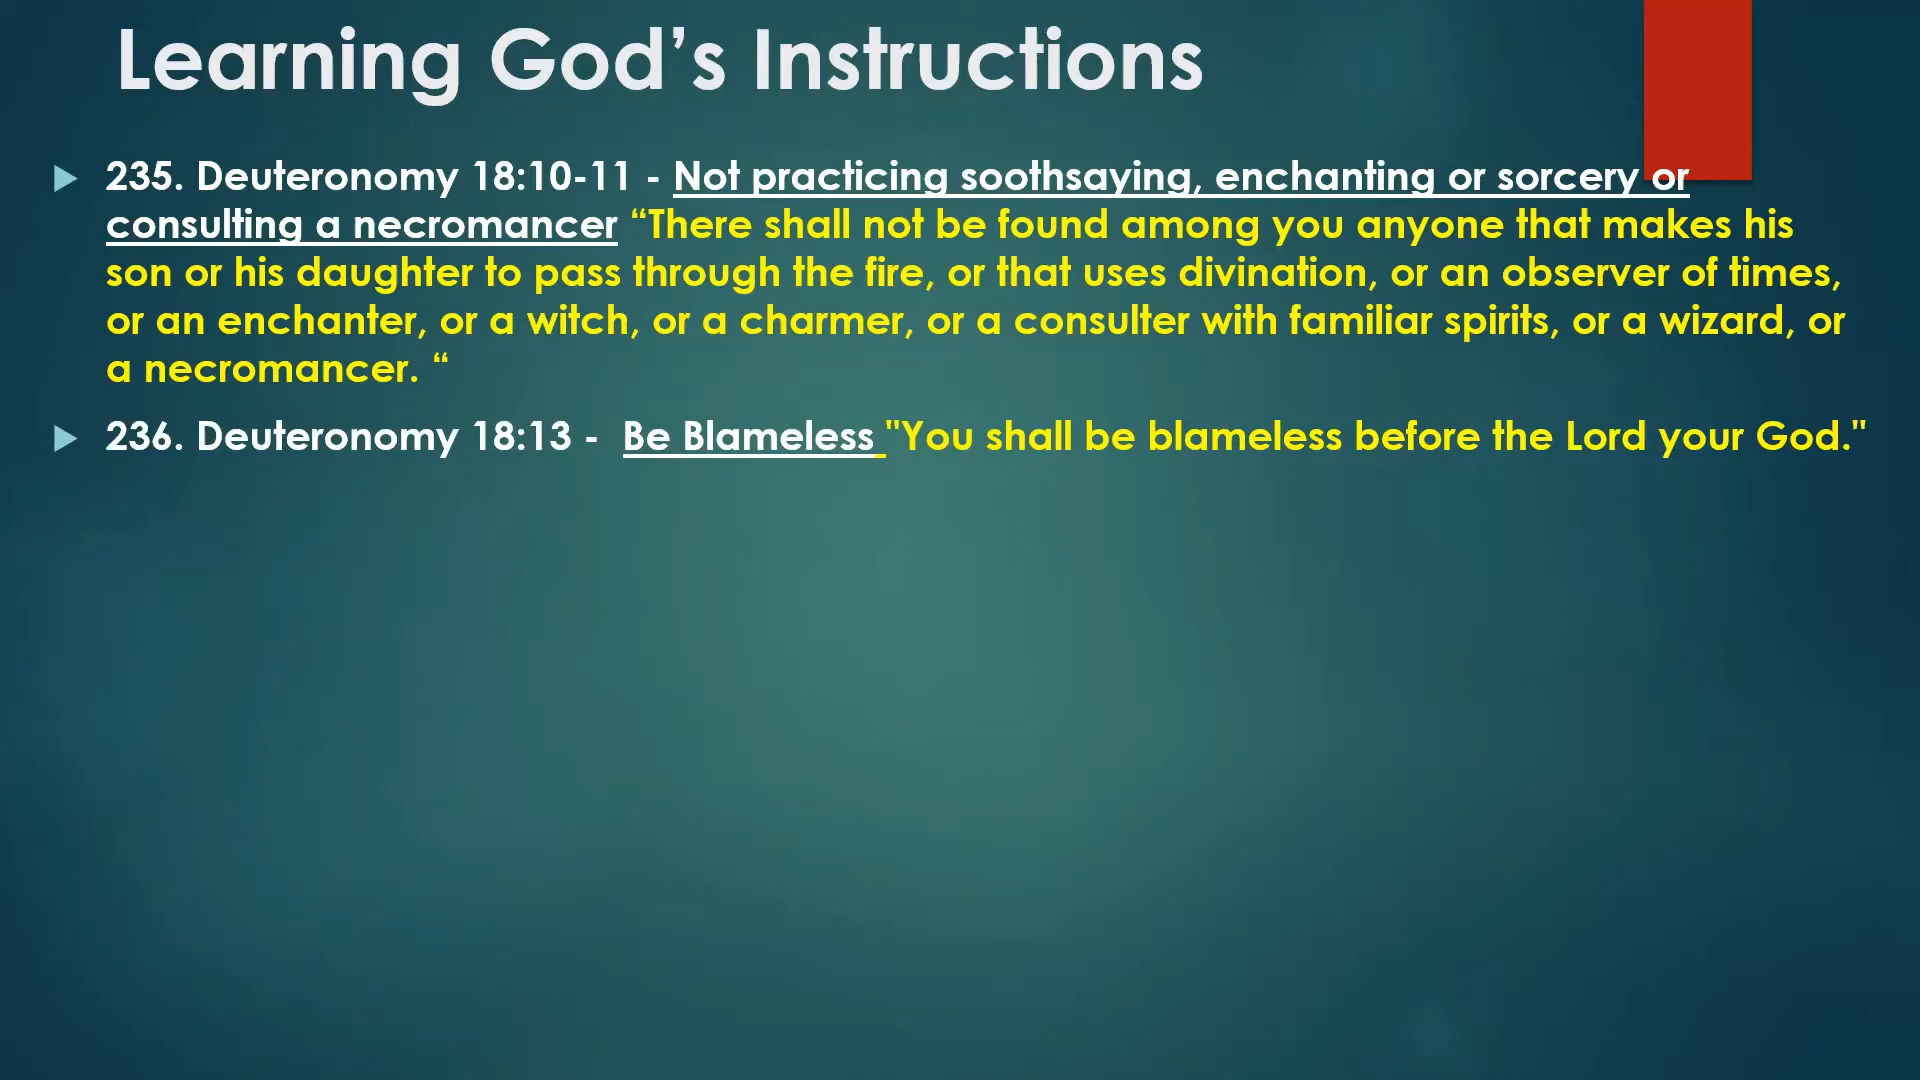 Learning God’s Instructions
235. Deuteronomy 18:10-11 - Not practicing soothsaying, enchanting or sorcery or
consulting a necromancer “There shall not be found among you anyone that makes his
son or his daughter to pass through the fire, or that uses divination, or an observer of times,
or an enchanter, or a witch, or a charmer, or a consulter with familiar spirits, or a wizard, or
a necromancer. “
236. Deuteronomy 18:13 -  Be Blameless "You shall be blameless before the Lord your God."